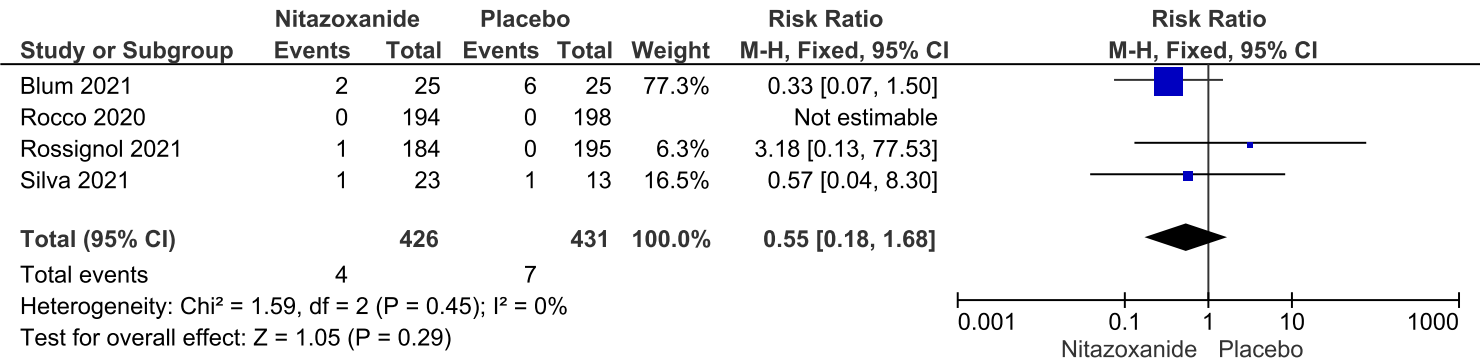 Nitazoxanide Placebo Risk Ratio Risk Ratio
Study or Subgroup Events Total Events Total Weight M-H, Fixed, 95% CI M-H, Fixed, 95% CI
Blum 2021 2 25 6 25 77.3% 0.33 [0.07, 1.50]
Rocco 2020 0 194 0 198 Not estimable
Rossignol 2021 1 184 0 195 6.3% 3.18 [0.13, 77.53]
Silva 2021 1 23 1 13 16.5% 0.57 [0.04, 8.30]
Total (95% CI) 426 431 100.0% 0.55 [0.18, 1.68]
Total events 4 7
Heterogeneity: Chi² = 1.59, df = 2 (P = 0.45); I² = 0%
Test for overall effect: Z = 1.05 (P = 0.29)
0.001 0.1 1 10 1000
Nitazoxanide Placebo